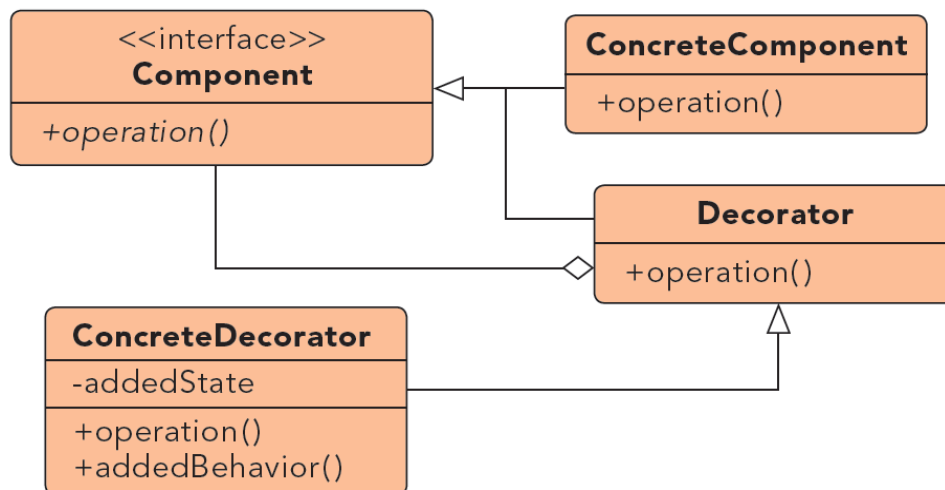 <<interface>>
Component
+operation()
ConcreteComponent
+operation()
Decorator
+operation()
ConcreteDecorator
-addedState
+operation()
+addedBehavior()